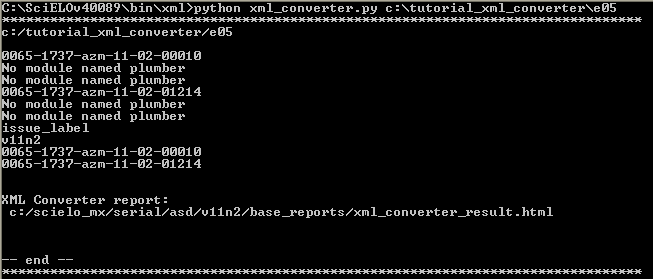 C:\SciELOv40089\bin\xml>python xml_converter.py c:\tutorial_xml_converter\e05
********************************************************************************
c:/tutorial_xml_converter/e05
0065-1737-azm-11-02-00010
No module named plumber
No module named plumber
0065-1737-azm-11-02-01214
No module named plumber
No module named plumber
issue_label
v11n2
0065-1737-azm-11-02-00010
0065-1737-azm-11-02-01214
XML Converter report:
c:/scielo_mx/serial/asd/v11n2/base_reports/xml_converter_result.html
-- end --
********************************************************************************